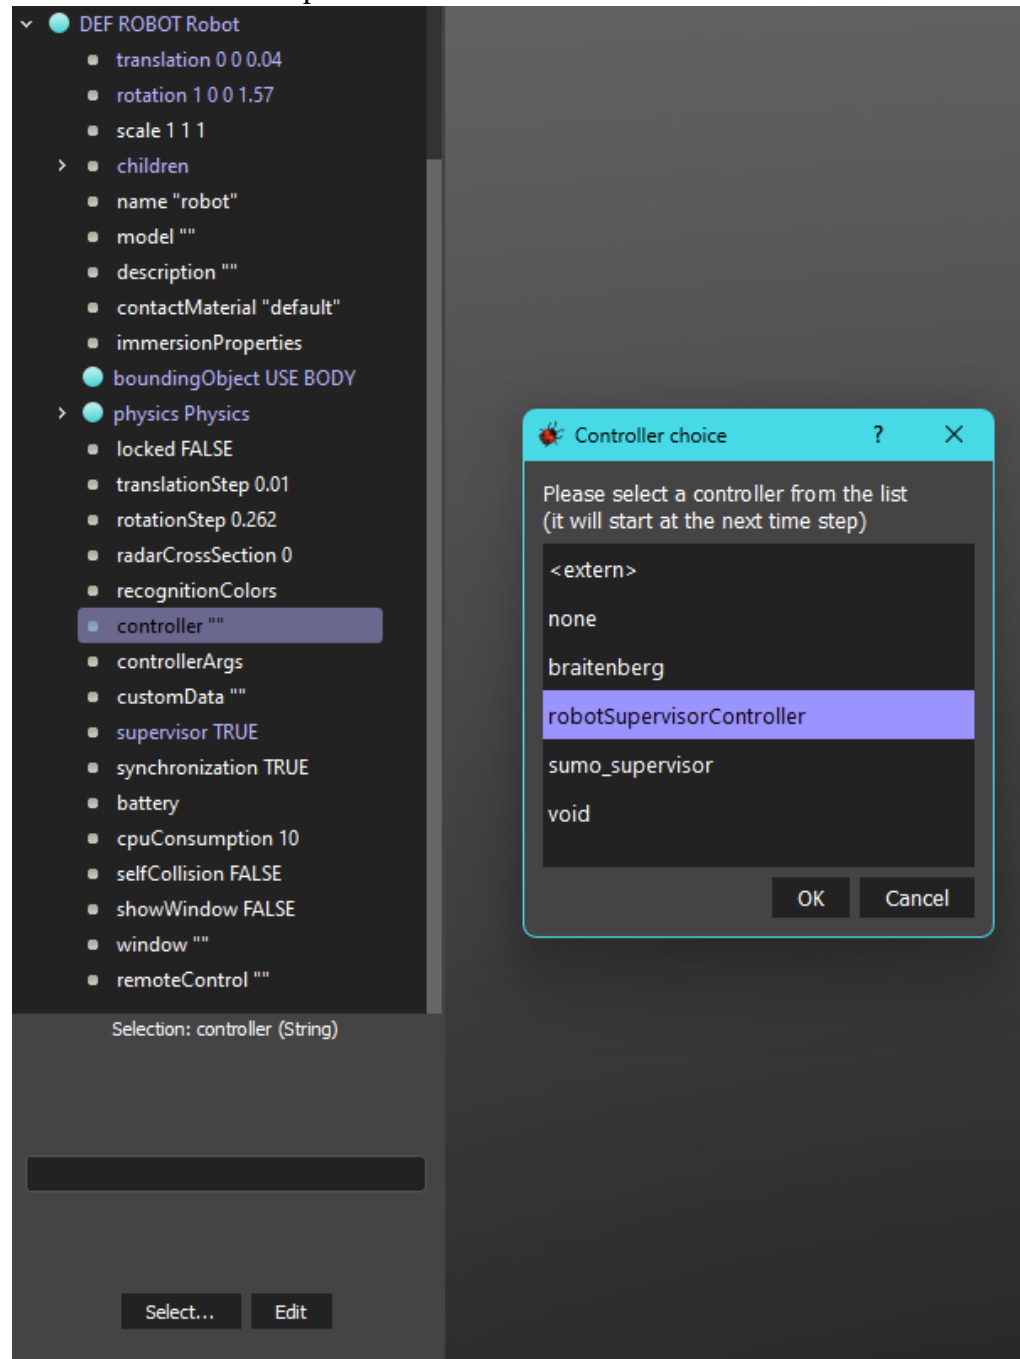 DEF ROBOT Robot
translation 0 0 0.04
rotation 1 0 0 1.57
scale 1 1 1
children
name "robot"
model ""
description ""
contactMaterial "default"
immersionProperties
boundingObject USE BODY
physics Physics
locked FALSE
translationStep 0.01
rotationStep 0.262
radarCrossSection 0
recognitionColors
controller ""
controllerArgs
customData ""
supervisor TRUE
synchronization TRUE
battery
cpuConsumption 10
selfCollision FALSE
showWindow FALSE
window ""
remoteControl ""
Selection: controller (String)
Select...
Edit
Controller choice
?
Please select a controller from the list
(it will start at the next time step)
<extern>
none
braitenberg
robotSupervisorController
sumo_supervisor
void
OK
Cancel